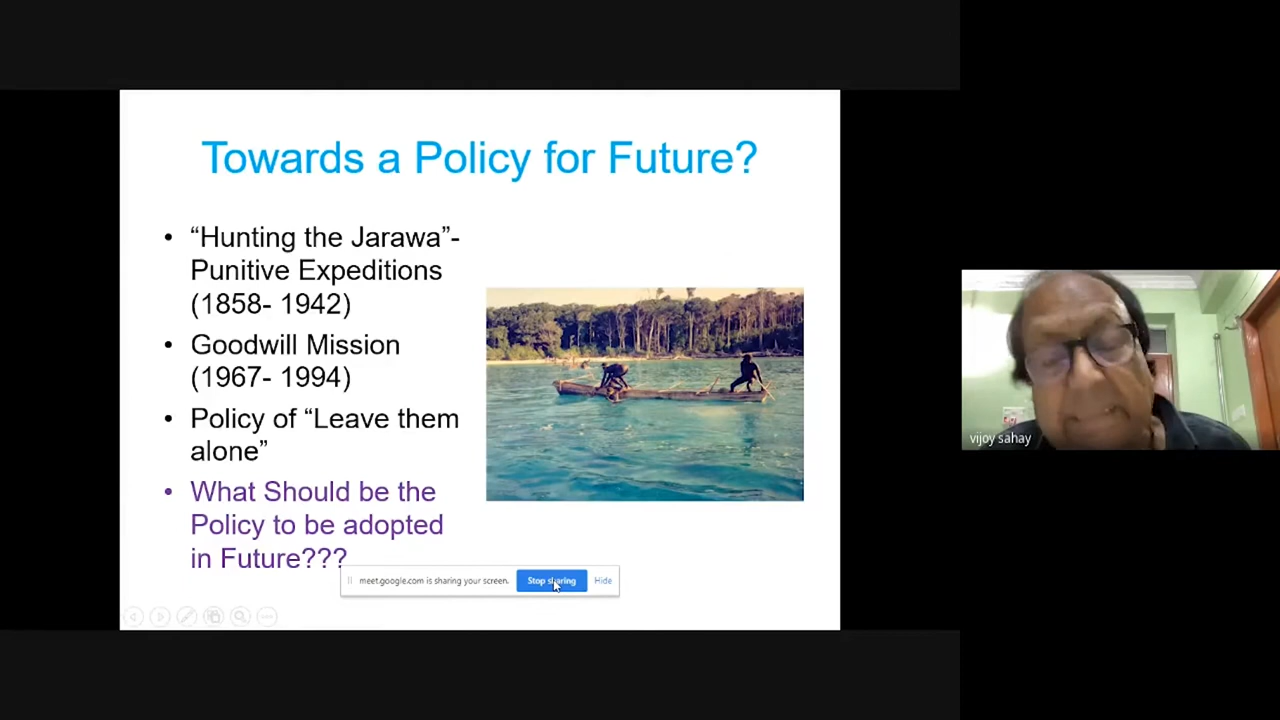 Towards a Policy for Future?
• “Hunting the Jarawa”-
Punitive Expeditions
(1858- 1942)
• Goodwill Mission
(1967- 1994)
• Policy of “Leave them
alone”
• What Should be the
Policy to be adopted
in Future???
meet.google.com is sharing your screen. Stop sharing Hide
vijoy sahay